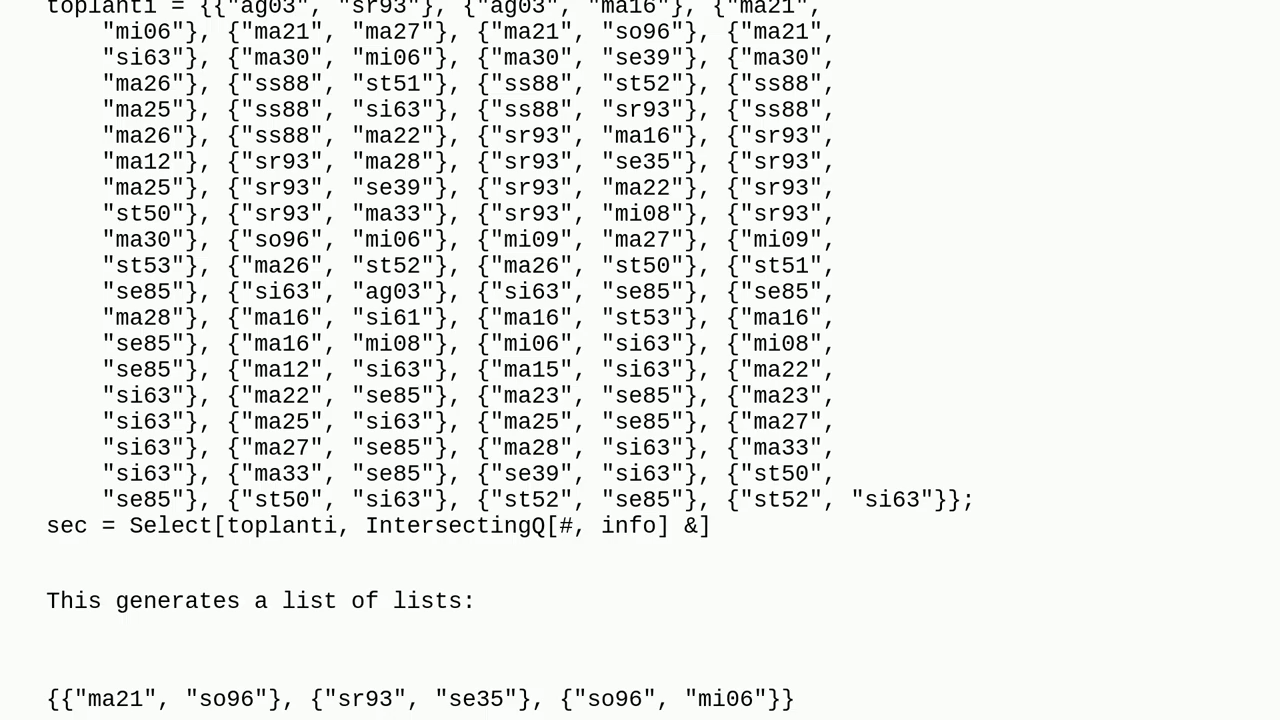 toplanti = {{"ag03", "sr93"}, {"ag03", "ma16"}, {"ma21",
"mi06"}, {"ma21", "ma27"}, {"ma21", "so96"}, {"ma21",
"si63"}, {"ma30", "mi06"}, {"ma30", "se39"}, {"ma30",
"ma26"}, {"ss88", "st51"}, {"ss88", "st52"}, {"ss88",
"ma25"}, {"ss88", "si63"}, {"ss88", "sr93"}, {"ss88",
"ma26"}, {"ss88", "ma22"}, {"sr93", "ma16"}, {"sr93",
"ma12"}, {"sr93", "ma28"}, {"sr93", "se35"}, {"sr93",
"ma25"}, {"sr93", "se39"}, {"sr93", "ma22"}, {"sr93",
"st50"}, {"sr93", "ma33"}, {"sr93", "mi08"}, {"sr93",
"ma30"}, {"so96", "mi06"}, {"mi09", "ma27"}, {"mi09",
"st53"}, {"ma26", "st52"}, {"ma26", "st50"}, {"st51",
"se85"}, {"si63", "ag03"}, {"si63", "se85"}, {"se85",
"ma28"}, {"ma16", "si61"}, {"ma16", "st53"}, {"ma16",
"se85"}, {"ma16", "mi08"}, {"mi06", "si63"}, {"mi08",
"se85"}, {"ma12", "si63"}, {"ma15", "si63"}, {"ma22",
"si63"}, {"ma22", "se85"}, {"ma23", "se85"}, {"ma23",
"si63"}, {"ma25", "si63"}, {"ma25", "se85"}, {"ma27",
"si63"}, {"ma27", "se85"}, {"ma28", "si63"}, {"ma33",
"si63"}, {"ma33", "se85"}, {"se39", "si63"}, {"st50",
"se85"}, {"st50", "si63"}, {"st52", "se85"}, {"st52", "si63"}};
sec = Select[toplanti, IntersectingQ[#, info] &]
This generates a list of lists:
{{"ma21", "so96"}, {"sr93", "se35"}, {"so96", "mi06"}}